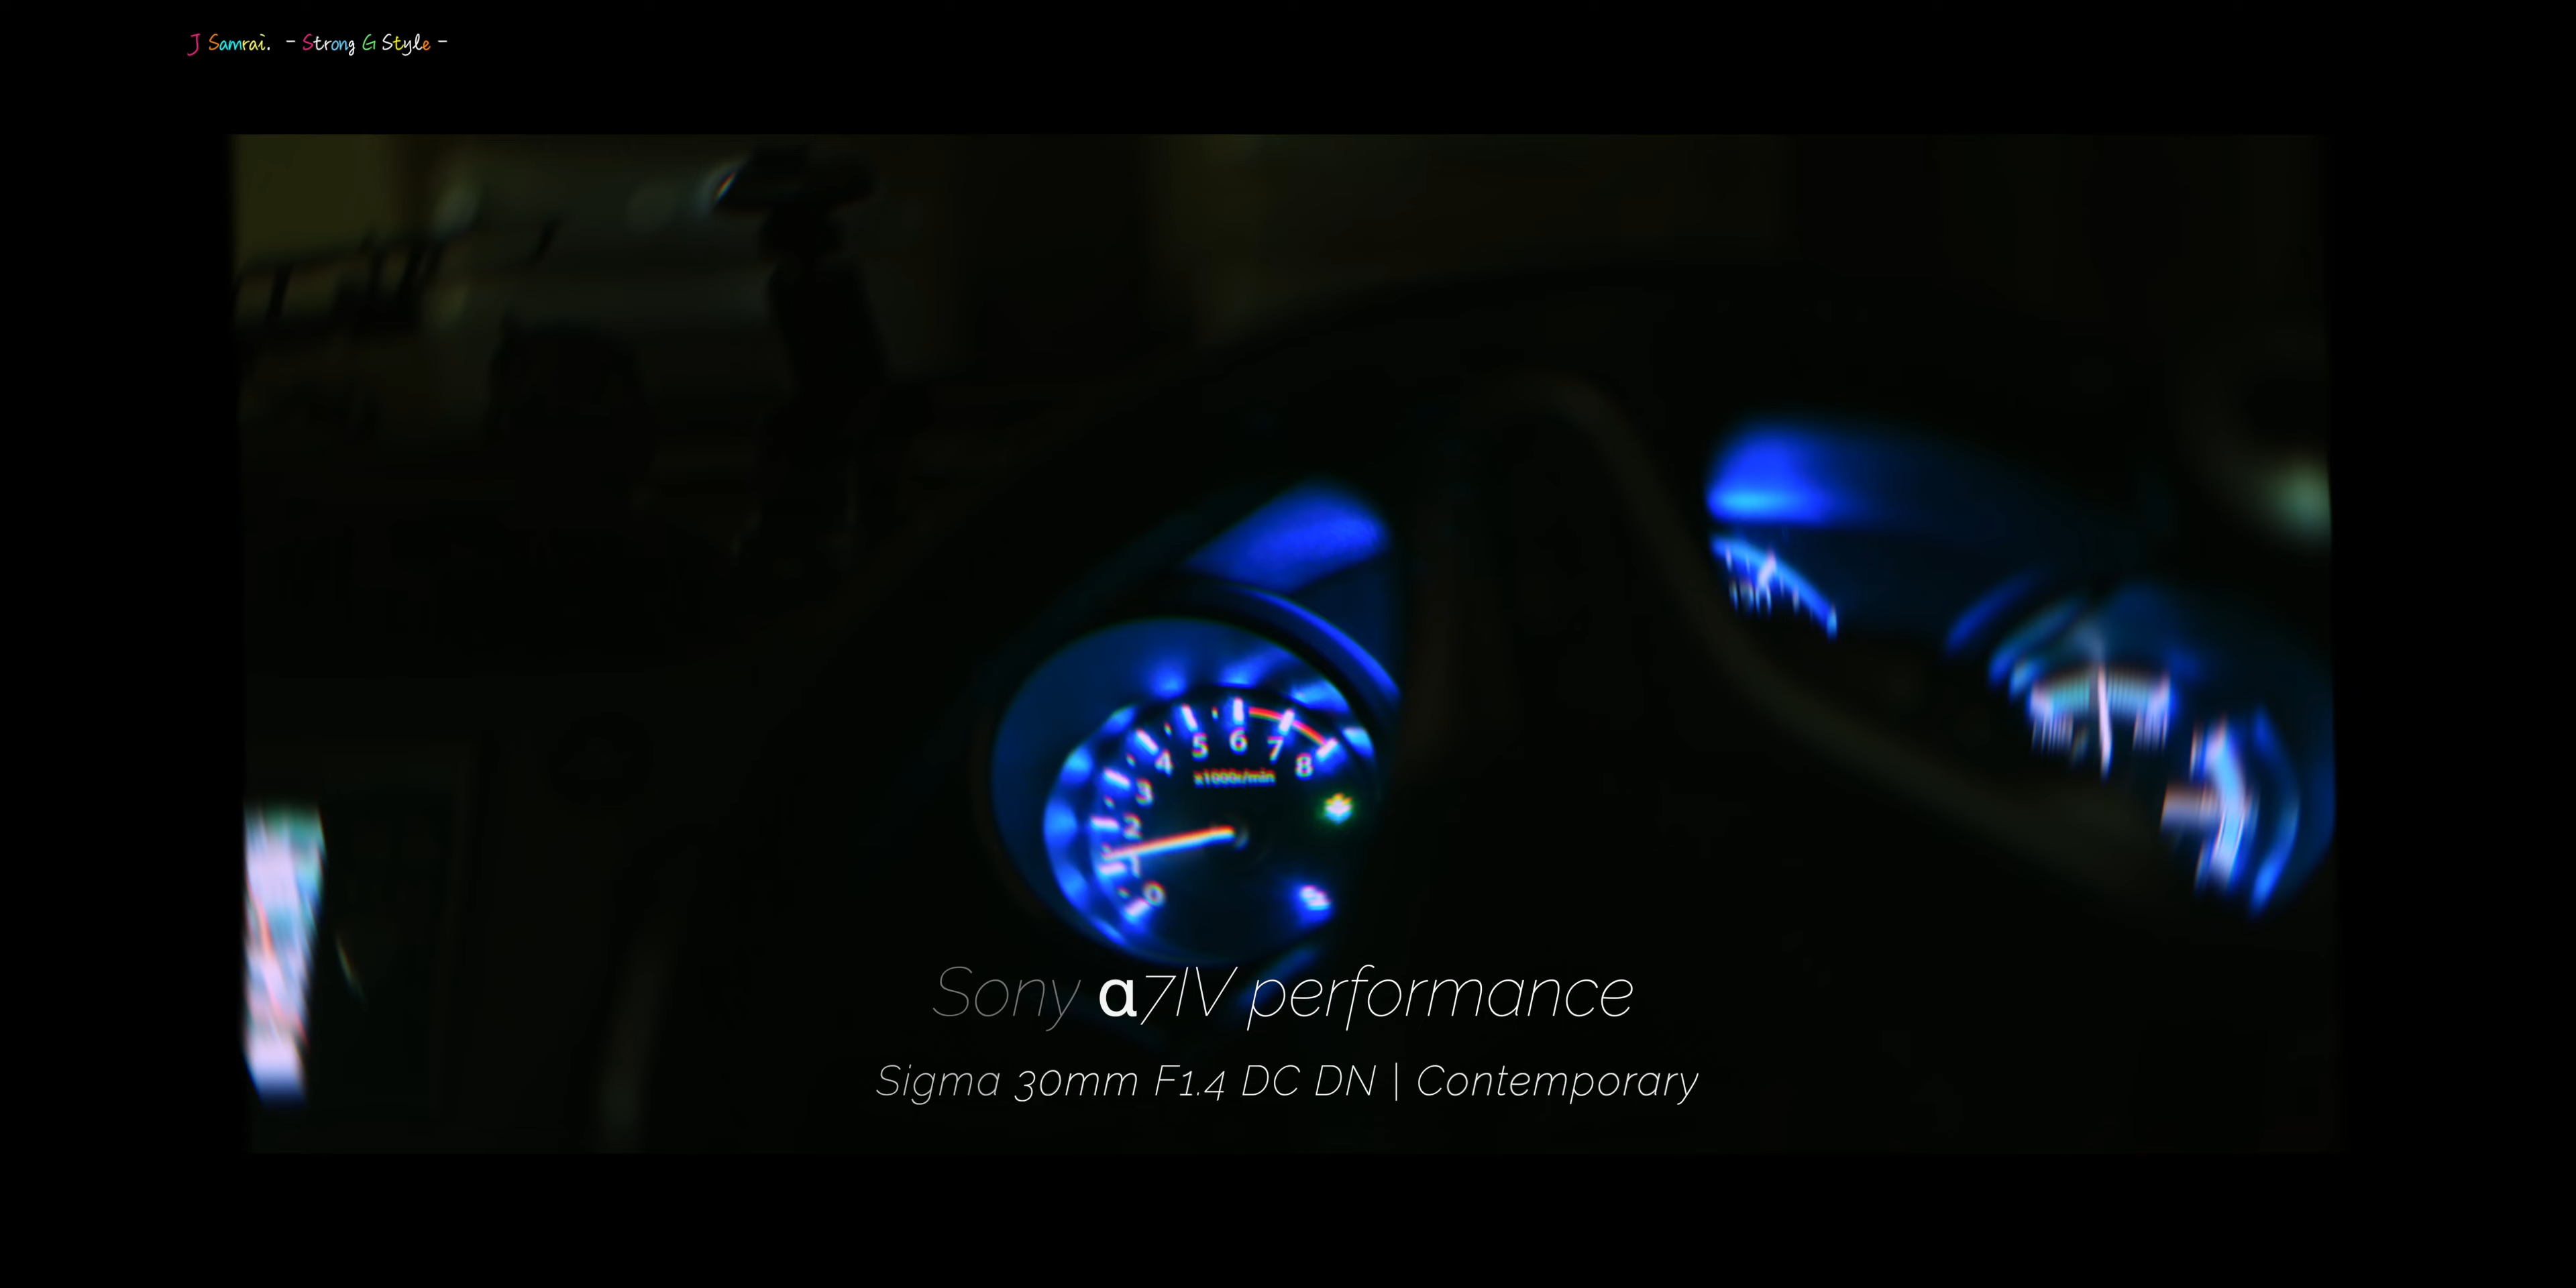 J Samrai. - Strong G Style -
5 6 7
4 8
x1000r/min
3
2
1
0
Sony α7IV performance
Sigma 30mm F1.4 DC DN | Contemporary